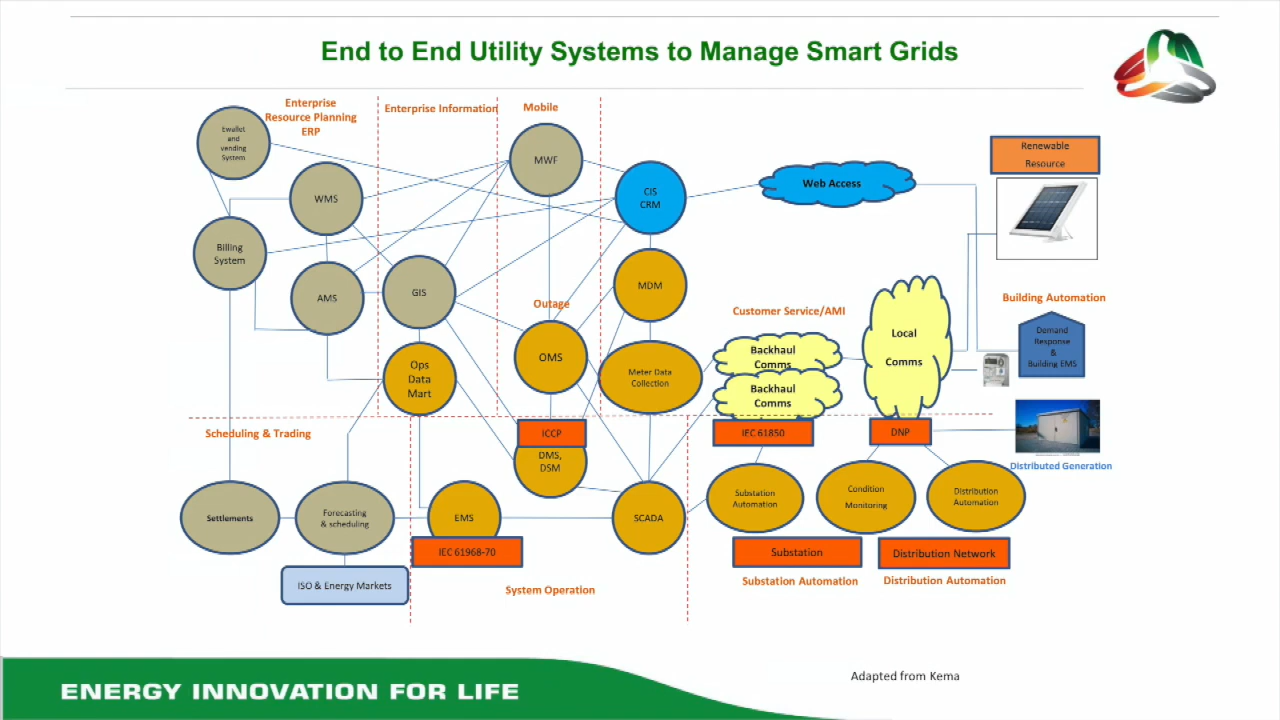 End to End Utility Systems to Manage Smart Grids
Enterprise
Resource Planning
ERP
Enterprise Information
Mobile
Ewallet
and
vending
System
WMS
MWF
CIS
CRM
Web Access
Renewable
Resource
Billing
System
AMS
GIS
MDM
Outage
Customer Service/AMI
Building Automation
OMS
Ops
Data
Mart
Meter Data
Collection
Backhaul
Comms
Backhaul
Comms
Local
Comms
Demand
Response
&
Building EMS
Scheduling & Trading
ICCP
DMS,
DSM
IEC 61850
DNP
Distributed Generation
Settlements
Forecasting
& scheduling
EMS
SCADA
Substation
Automation
Condition
Monitoring
Distribution
Automation
IEC 61968-70
Substation
Distribution Network
ISO & Energy Markets
System Operation
Substation Automation
Distribution Automation
Adapted from Kema
ENERGY INNOVATION FOR LIFE